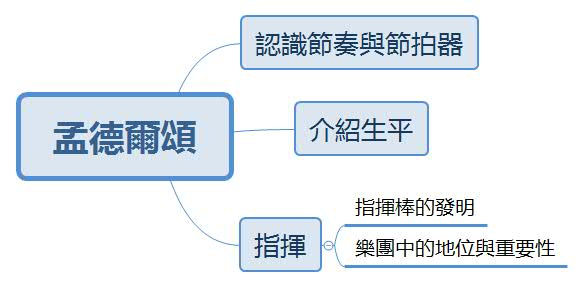 孟德爾頌
認識節奏與節拍器
介紹生平
指揮
指揮棒的發明
樂團中的地位與重要性